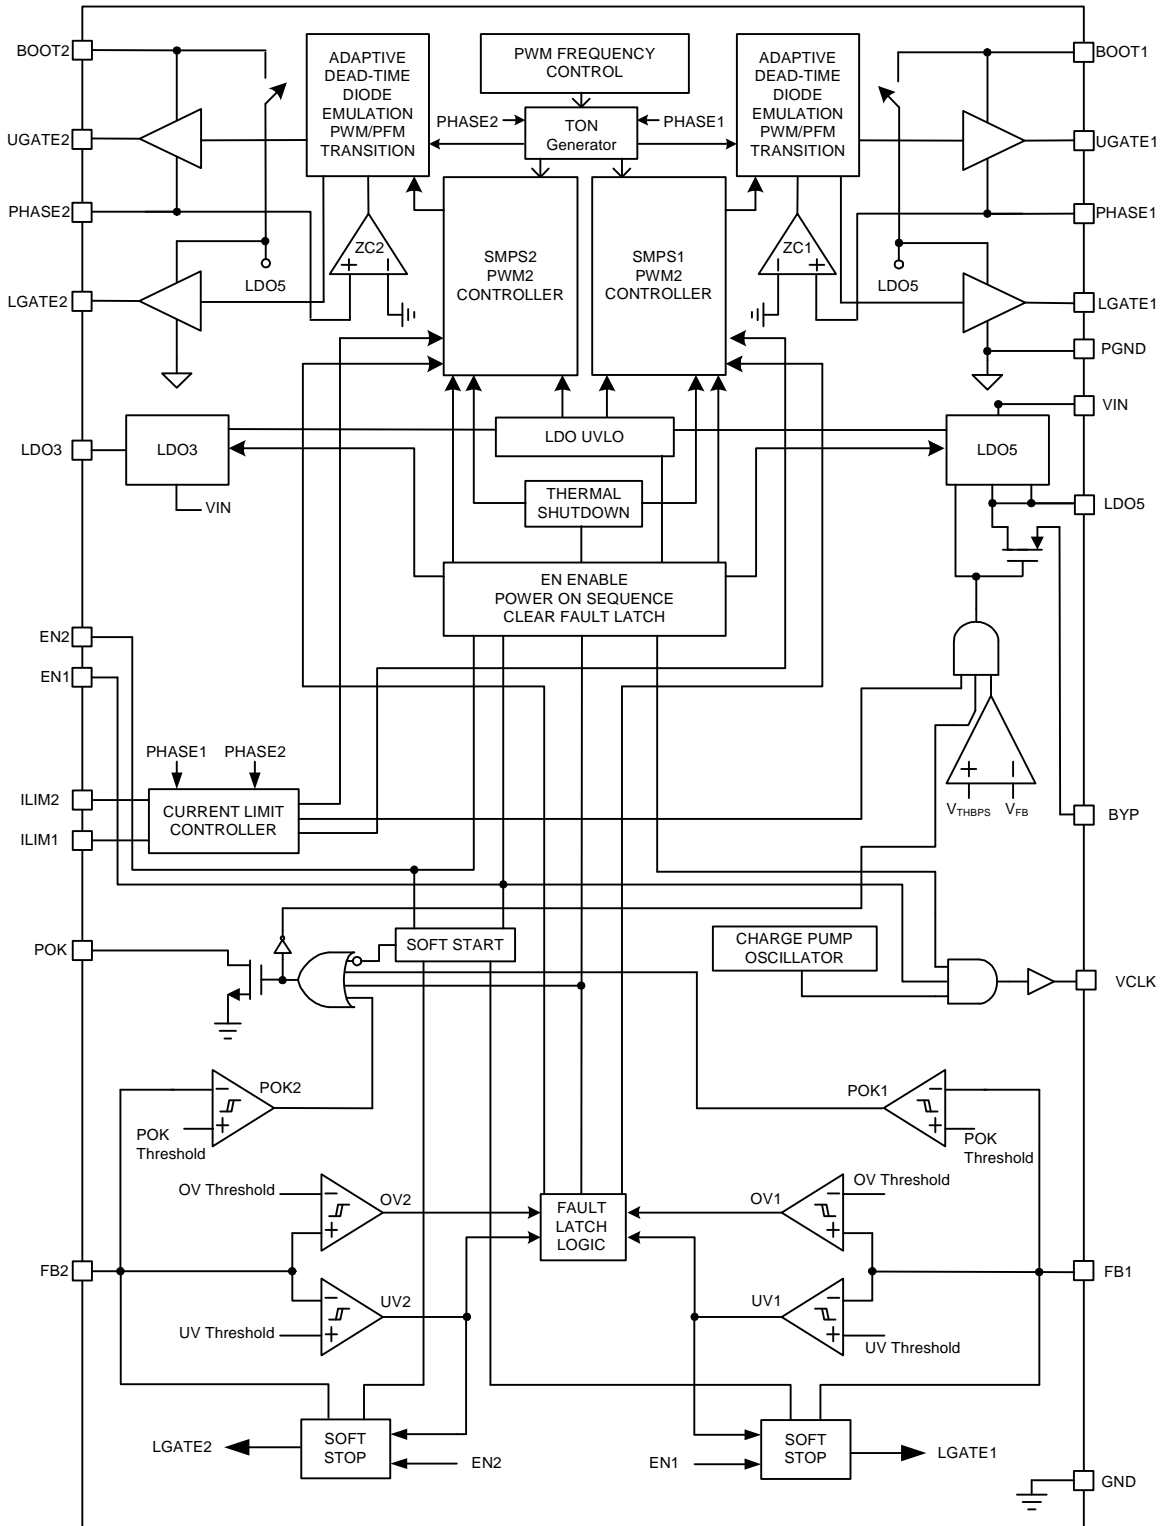 BOOT2
ADAPTIVE
DEAD-TIME
DIODE
EMULATION
PWM/PFM
TRANSITION
PWM FREQUENCY
CONTROL
ADAPTIVE
DEAD-TIME
DIODE
EMULATION
PWM/PFM
TRANSITION
BOOT1
PHASE2
TON
Generator
PHASE1
UGATE2
UGATE1
PHASE2
PHASE1
ZC2
+
−
SMPS2
PWM2
CONTROLLER
SMPS1
PWM2
CONTROLLER
ZC1
−
+
LDO5
LDO5
LGATE2
LGATE1
PGND
VIN
LDO3
LDO3
LDO UVLO
LDO5
VIN
THERMAL
SHUTDOWN
LDO5
EN ENABLE
POWER ON SEQUENCE
CLEAR FAULT LATCH
EN2
EN1
PHASE1
PHASE2
+
−
ILIM2
CURRENT LIMIT
CONTROLLER
VTHBPS
VFB
BYP
ILIM1
POK
SOFT START
CHARGE PUMP
OSCILLATOR
VCLK
−
POK2
+
POK
Threshold
POK1
−
+
POK
Threshold
OV Threshold
−
OV2
+
FAULT
LATCH
LOGIC
OV1
−
OV Threshold
+
FB2
FB1
−
UV2
UV Threshold
+
UV1
−
+
UV Threshold
LGATE2
SOFT
STOP
EN2
EN1
SOFT
STOP
LGATE1
GND